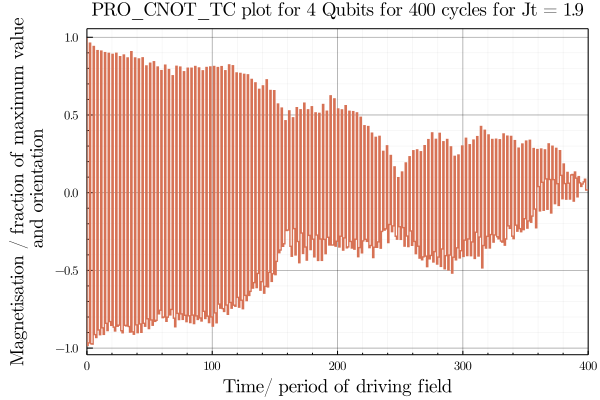 PRO_CNOT_TC plot for 4 Qubits for 400 cycles for Jt = 1.9
Magnetisation / fraction of maximum value
and orientation
1.0
0.5
0.0
−0.5
−1.0
0
100
200
300
400
Time/ period of driving field